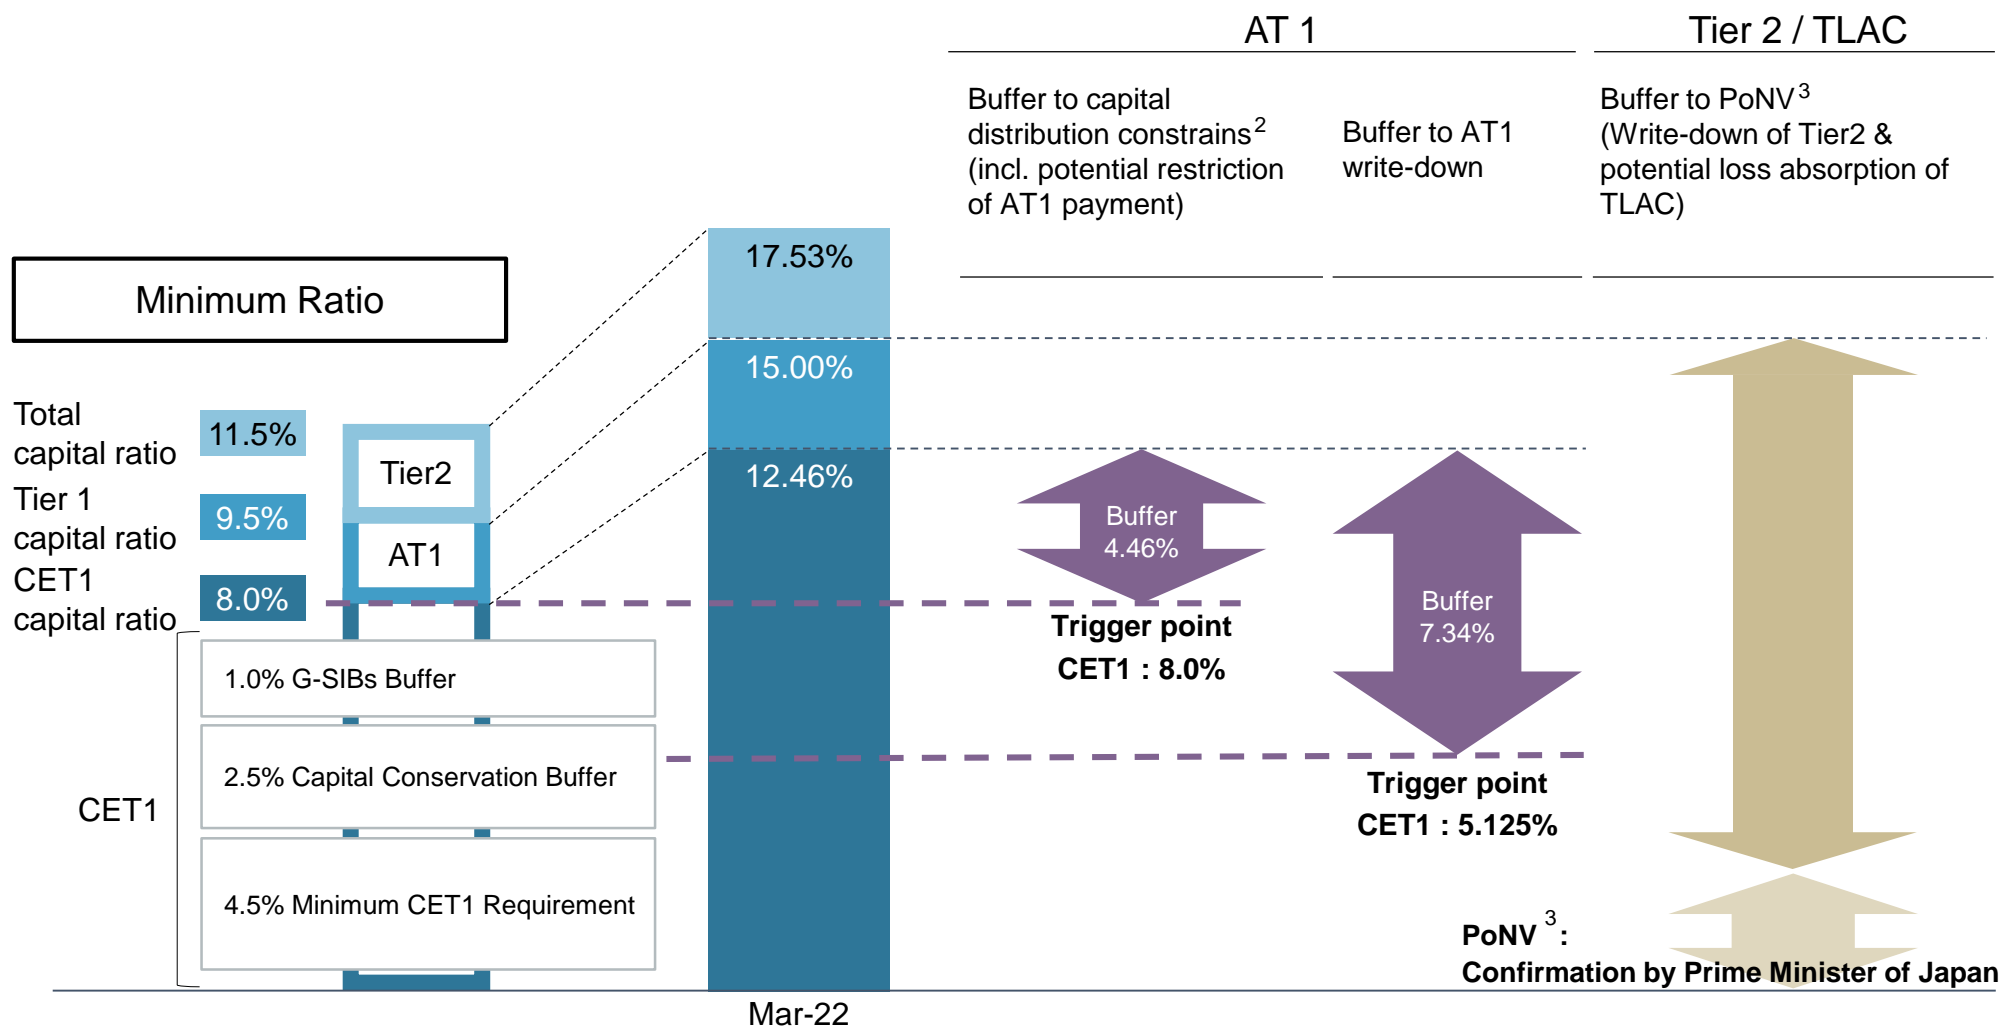 AT 1
Tier 2 / TLAC
Buffer to capital
distribution constrains2
(incl. potential restriction
of AT1 payment)
Buffer to AT1
write-down
Buffer to PoNV3
(Write-down of Tier2 &
potential loss absorption of
TLAC)
Minimum Ratio
17.53%
15.00%
12.46%
Total
capital ratio
11.5%
Tier 1
capital ratio
9.5%
CET1
capital ratio
8.0%
Tier2
AT1
Buffer
4.46%
Trigger point
CET1 : 8.0%
Buffer
7.34%
Trigger point
CET1 : 5.125%
CET1
1.0% G-SIBs Buffer
2.5% Capital Conservation Buffer
4.5% Minimum CET1 Requirement
PoNV 3 :
Confirmation by Prime Minister of Japan
Mar-22